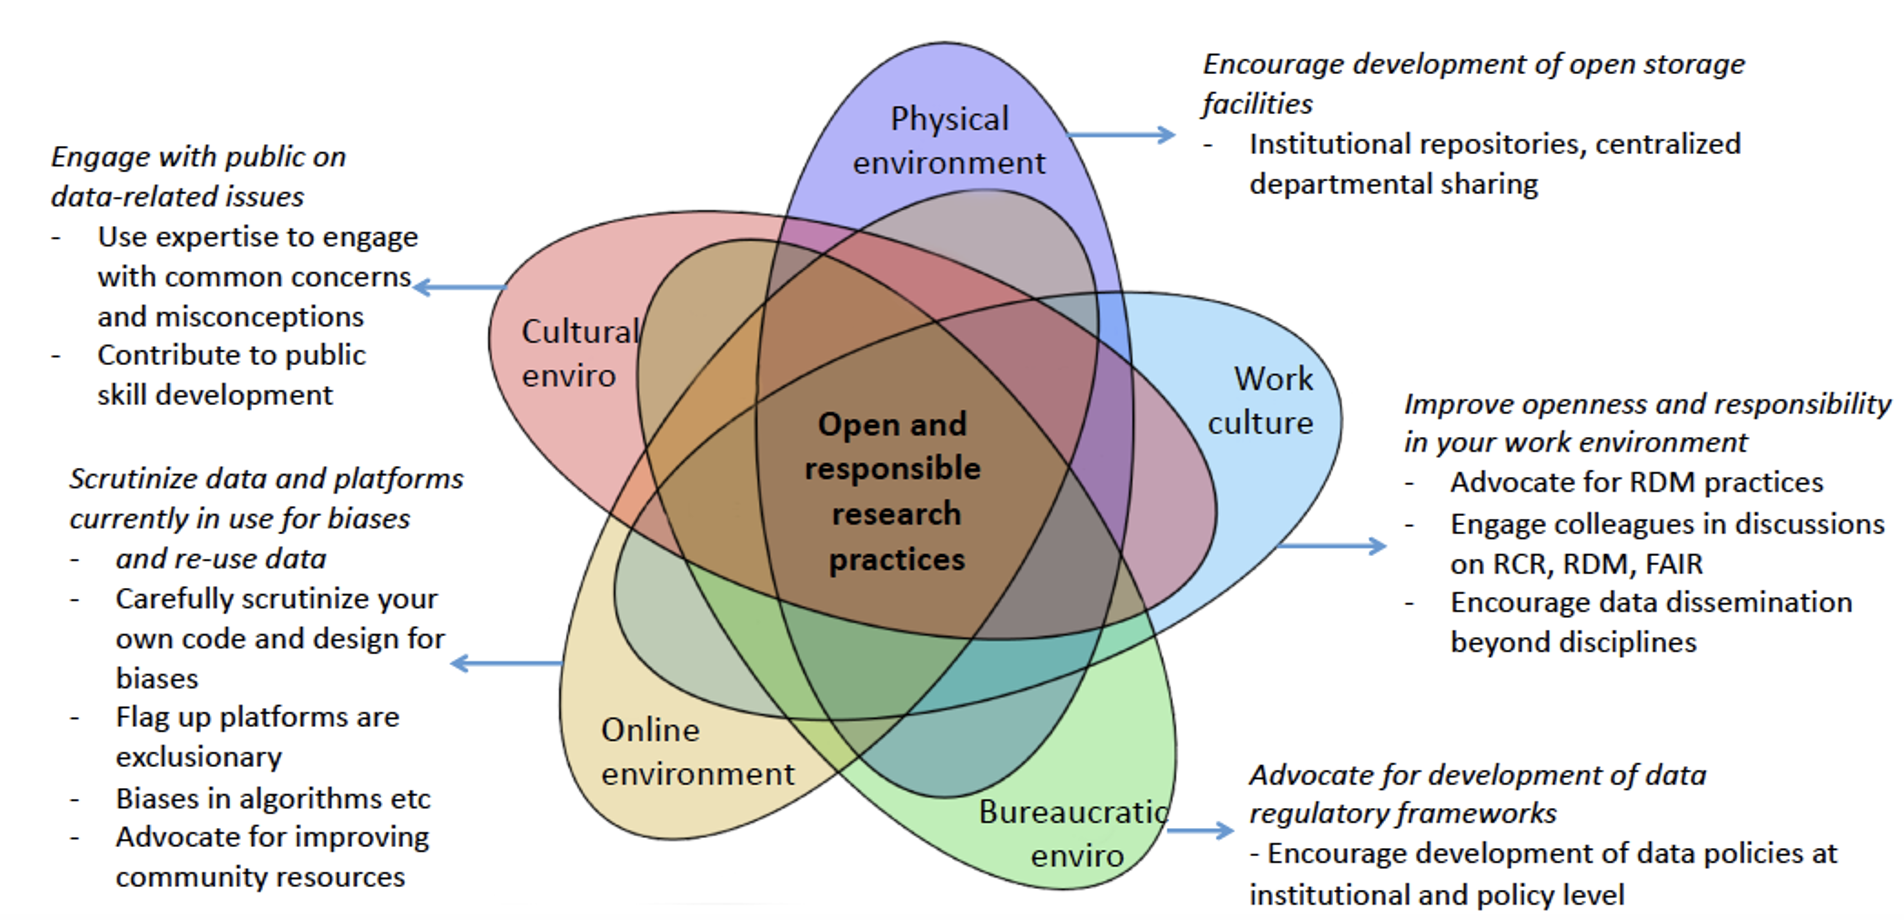 Physical
environment
Encourage development of open storage
facilities
- Institutional repositories, centralized
departmental sharing
Engage with public on
data-related issues
- Use expertise to engage
with common concerns
and misconceptions
- Contribute to public
skill development
Cultural
enviro
Work
culture
Improve openness and responsibility
in your work environment
- Advocate for RDM practices
- Engage colleagues in discussions
on RCR, RDM, FAIR
- Encourage data dissemination
beyond disciplines
Open and
responsible
research
practices
Scrutinize data and platforms
currently in use for biases
- and re-use data
- Carefully scrutinize your
own code and design for
biases
- Flag up platforms are
exclusionary
- Biases in algorithms etc
- Advocate for improving
community resources
Online
environment
Bureaucratic
enviro
Advocate for development of data
regulatory frameworks
- Encourage development of data policies at
institutional and policy level